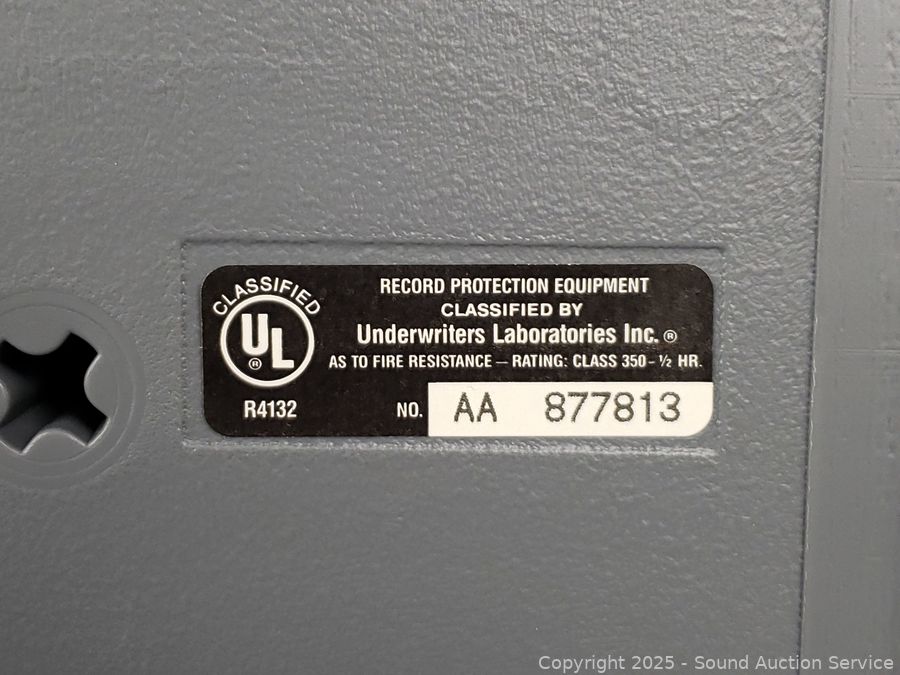 CLASSIFIED
UL ®
R4132
RECORD PROTECTION EQUIPMENT
CLASSIFIED BY
Underwriters Laboratories Inc. ®
AS TO FIRE RESISTANCE — RATING: CLASS 350 - ½ HR.
NO. AA 877813
Copyright 2025 - Sound Auction Service